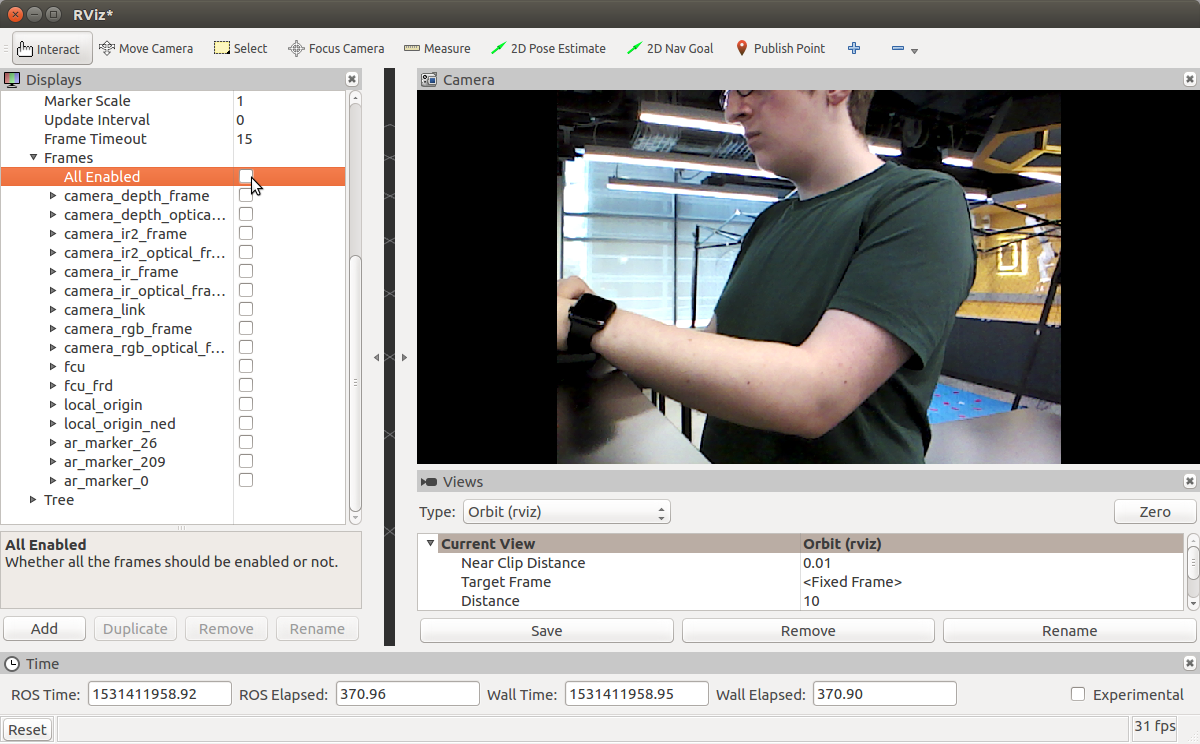 RViz*
Interact Move Camera Select Focus Camera Measure 2D Pose Estimate 2D Nav Goal Publish Point
Displays
Marker Scale 1
Update Interval 0
Frame Timeout 15
Frames
All Enabled
camera_depth_frame
camera_depth_optica...
camera_ir2_frame
camera_ir2_optical_fr...
camera_ir_frame
camera_ir_optical_fra...
camera_link
camera_rgb_frame
camera_rgb_optical_f...
fcu
fcu_frd
local_origin
local_origin_ned
ar_marker_26
ar_marker_209
ar_marker_0
Tree
All Enabled
Whether all the frames should be enabled or not.
Add Duplicate Remove Rename
Camera
Views
Type: Orbit (rviz) Zero
Current View Orbit (rviz)
Near Clip Distance 0.01
Target Frame <Fixed Frame>
Distance 10
Save Remove Rename
Time
ROS Time: 1531411958.92 ROS Elapsed: 370.96 Wall Time: 1531411958.95 Wall Elapsed: 370.90 Experimental
Reset 31 fps